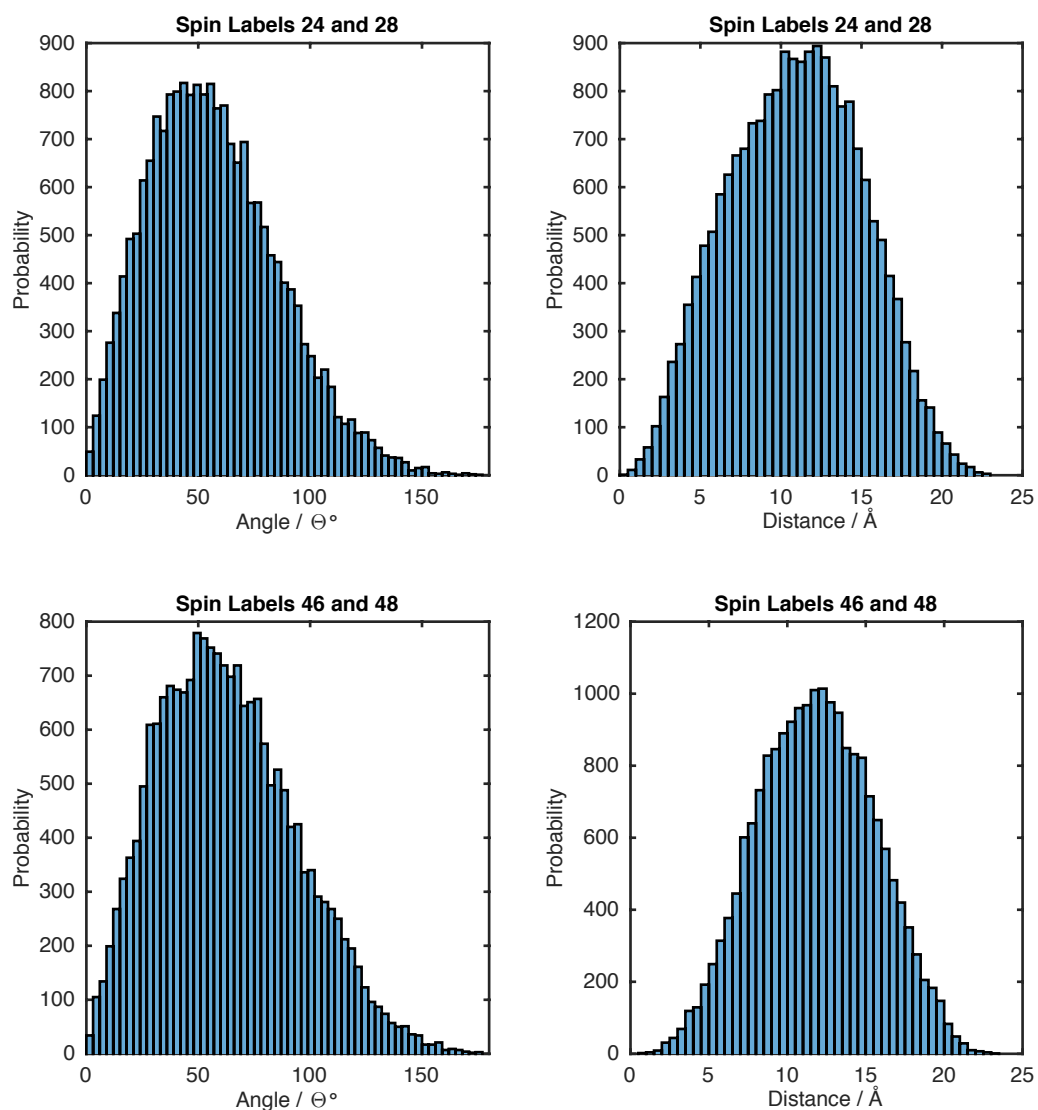 Spin Labels 24 and 28
900
800
700
600
500
400
300
200
100
0
Probability
0 50 100 150
Angle / Θ°
Spin Labels 24 and 28
900
800
700
600
500
400
300
200
100
0
Probability
0 5 10 15 20 25
Distance / Å
Spin Labels 46 and 48
800
700
600
500
400
300
200
100
0
Probability
0 50 100 150
Angle / Θ°
Spin Labels 46 and 48
1200
1000
800
600
400
200
0
Probability
0 5 10 15 20 25
Distance / Å